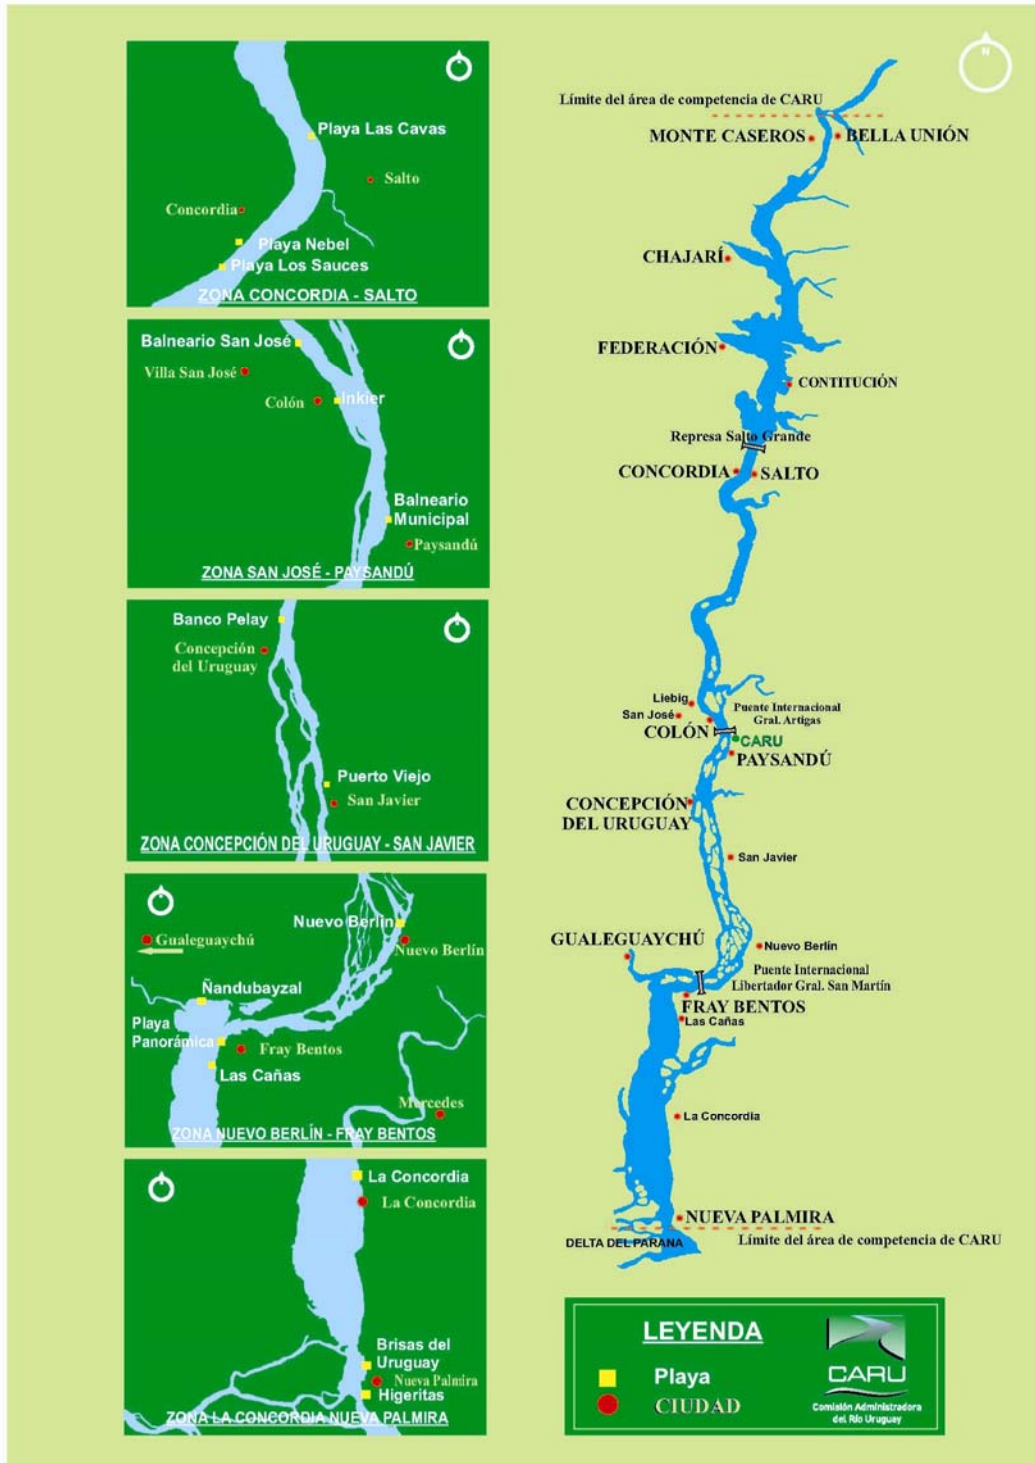 Playa Las Cavas
Salto
Concordia
Playa Nebel
Playa Los Sauces
ZONA CONCORDIA - SALTO
Balneario San José
Villa San José
Colón
Inkier
Balneario
Municipal
Paysandú
ZONA SAN JOSÉ - PAYSANDÚ
Banco Pelay
Concepción
del Uruguay
Puerto Viejo
San Javier
ZONA CONCEPCIÓN DEL URUGUAY - SAN JAVIER
Nuevo Berlín
Gualeguaychú
Nuevo Berlín
Ñandubayzal
Playa
Panorámica
Fray Bentos
Las Cañas
Mercedes
ZONA NUEVO BERLÍN - FRAY BENTOS
La Concordia
La Concordia
Brisas del
Uruguay
Nueva Palmira
Higeritas
ZONA LA CONCORDIA NUEVA PALMIRA
N
Límite del área de competencia de CARU
MONTE CASEROS
BELLA UNIÓN
CHAJARÍ
FEDERACIÓN
CONTITUCIÓN
Represa Salto Grande
CONCORDIA
SALTO
Liebig
San José
Puente Internacional
Gral. Artigas
COLÓN
CARU
PAYSANDÚ
CONCEPCIÓN
DEL URUGUAY
San Javier
GUALEGUAYCHÚ
Nuevo Berlín
Puente Internacional
Libertador Gral. San Martín
FRAY BENTOS
Las Cañas
La Concordia
NUEVA PALMIRA
DELTA DEL PARANA
Límite del área de competencia de CARU
LEYENDA
Playa
CIUDAD
CARU
Comisión Administradora
del Río Uruguay